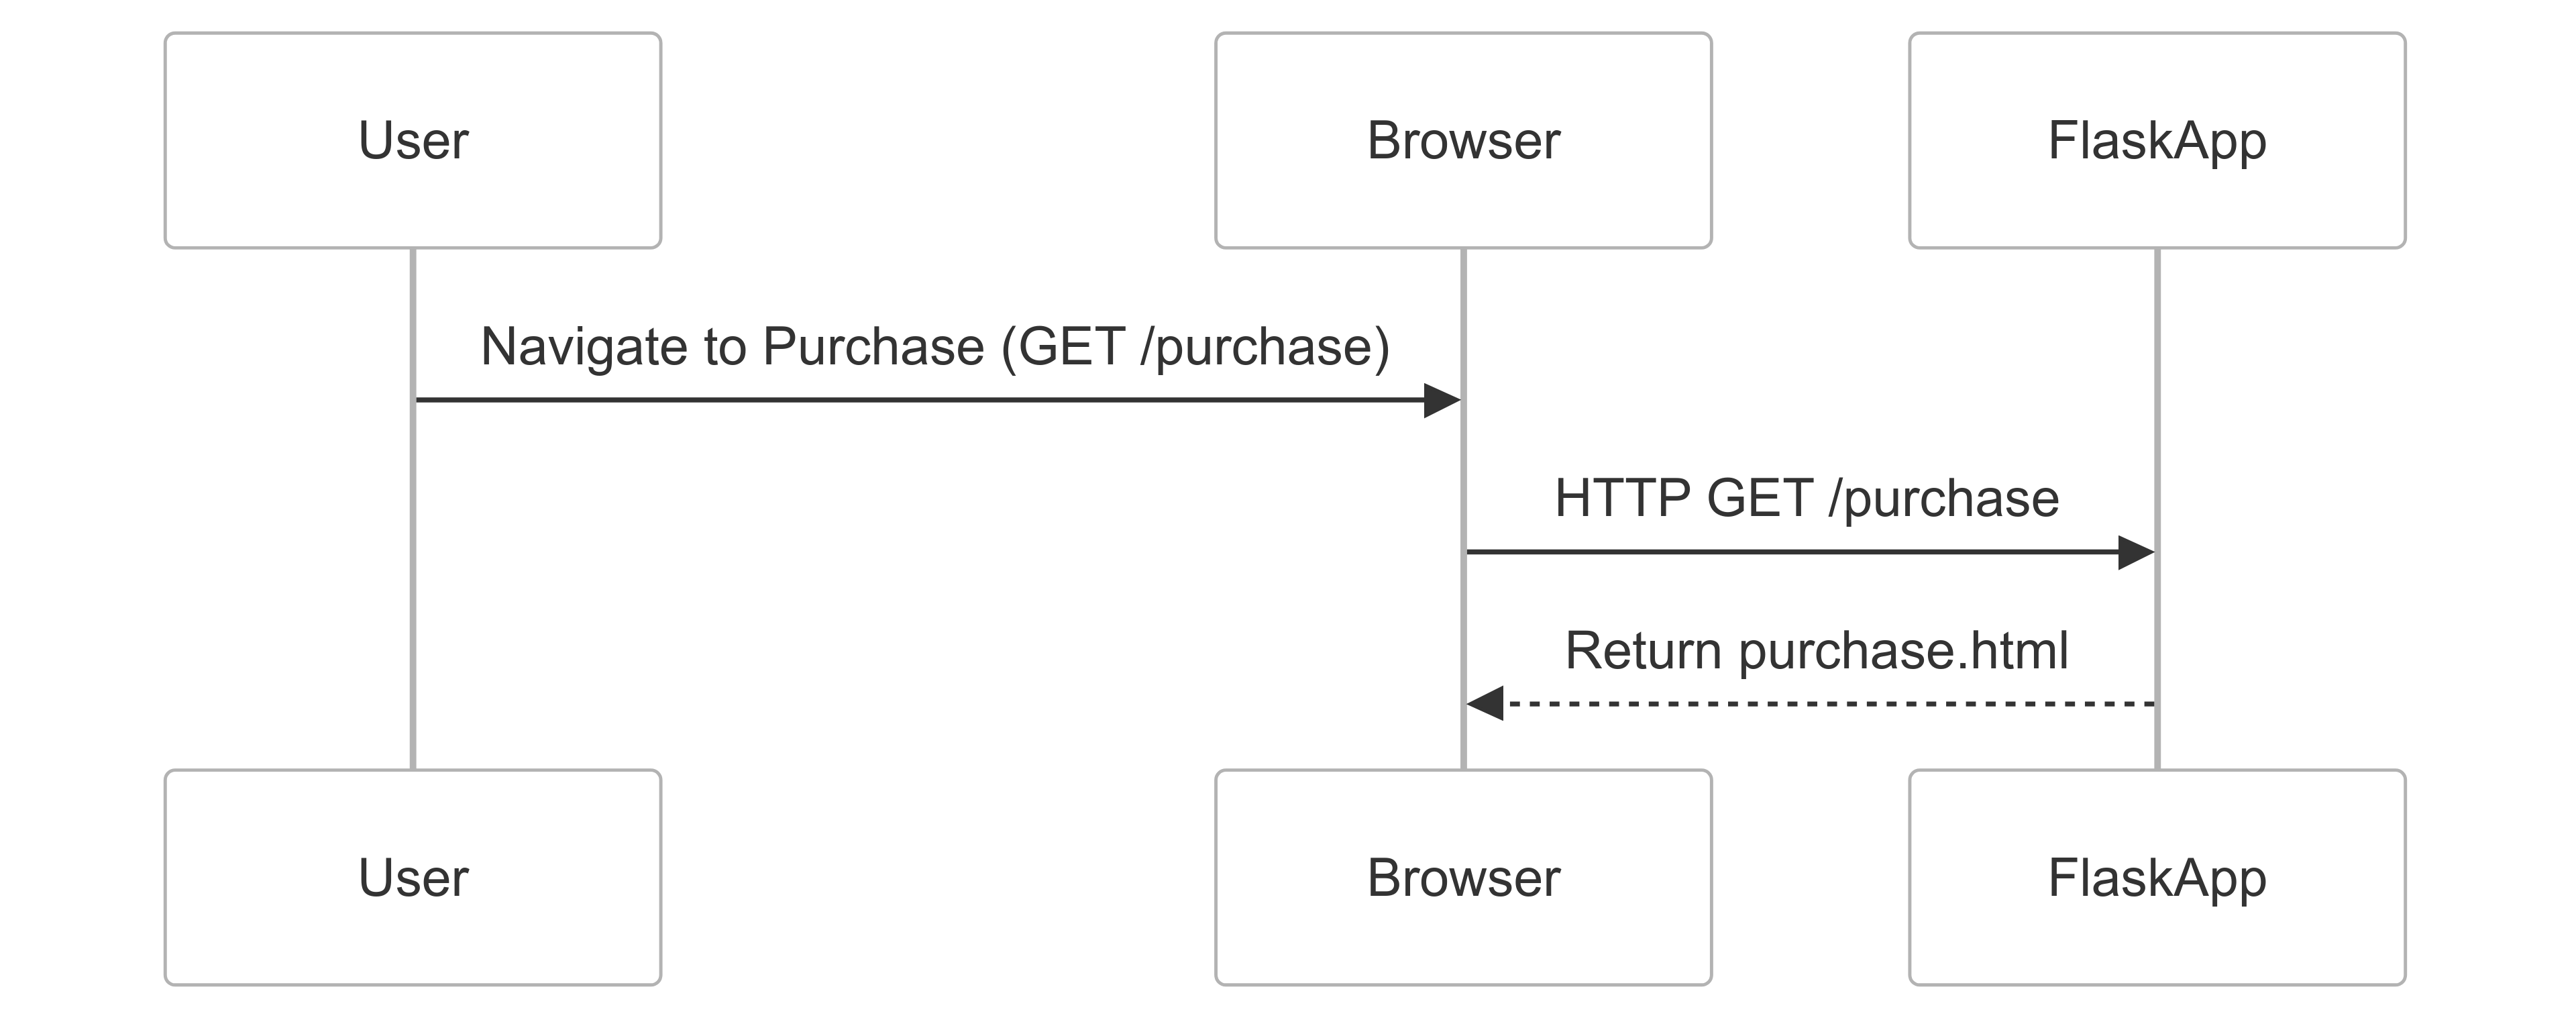 User
Browser
FlaskApp
Navigate to Purchase (GET /purchase)
HTTP GET /purchase
Return purchase.html
User
Browser
FlaskApp